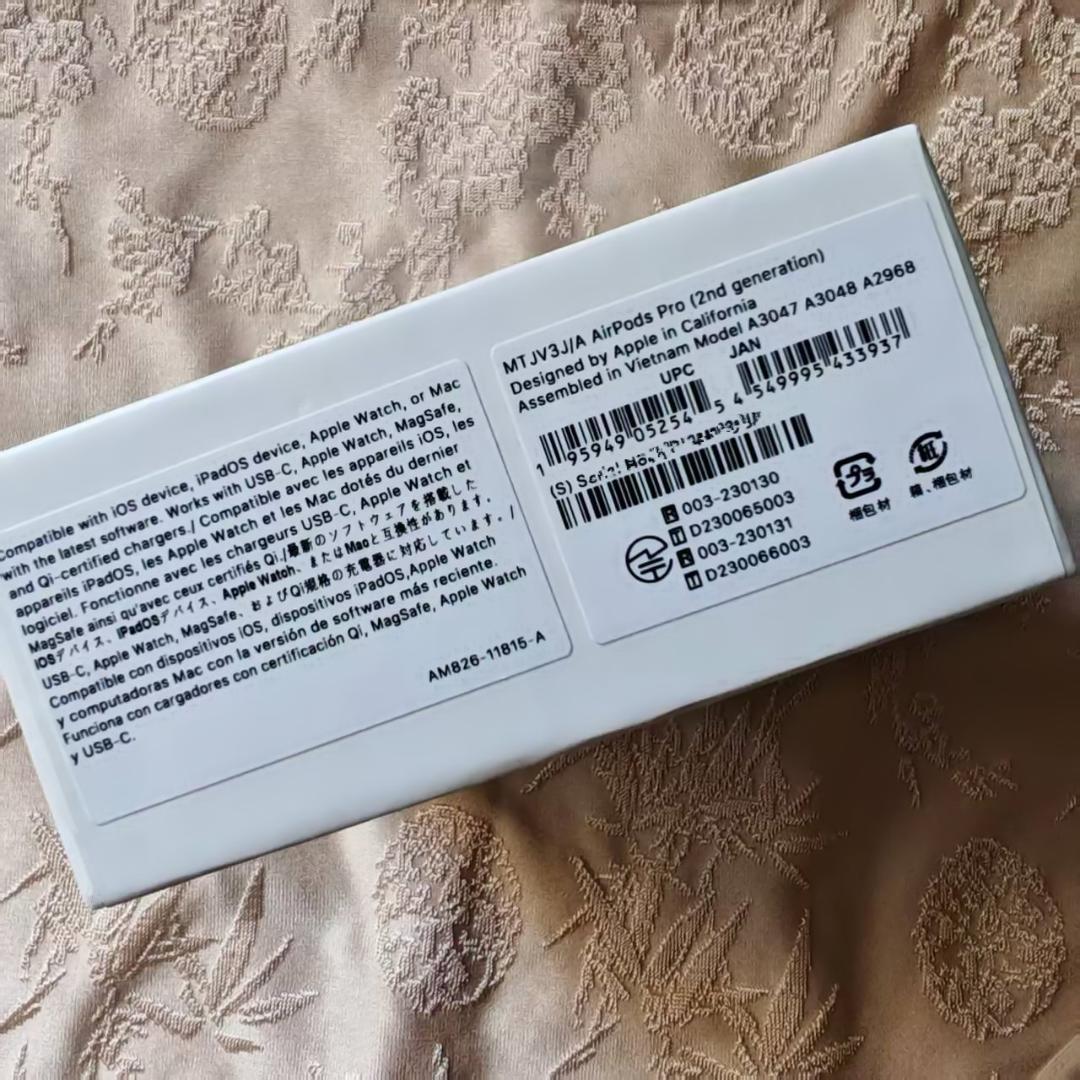 Compatible with iOS device, iPadOS device, Apple Watch, or Mac
with the latest software. Works with USB-C, Apple Watch, MagSafe,
and Qi-certified chargers./ Compatible avec les appareils iOS, les
appareils iPadOS, les Apple Watch et les Mac dotés du dernier
logiciel. Fonctionne avec les chargeurs USB-C, Apple Watch et
MagSafe ainsi qu'avec ceux certifiés Qi./最新のソフトウェアを搭載した
iOSデバイス、iPadOSデバイス、Apple Watch、またはMacと互換性があります。
USB-C, Apple Watch, MagSafe、およびQi規格の充電器に対応しています。/
Compatible con dispositivos iOS, dispositivos iPadOS,Apple Watch
y computadoras Mac con la versión de software más reciente.
Funciona con cargadores con certificación Qi, MagSafe, Apple Watch
y USB-C.
AM826-11815-A
MTJV3J/A AirPods Pro (2nd generation)
Designed by Apple in California
Assembled in Vietnam Model A3047 A3048 A2968
UPC
JAN
1 95949 05254 5
4 549995 433937
(S)
R 003-230130
T D230065003
R 003-230131
T D230066003
プラ
梱包材
紙
箱、梱包材